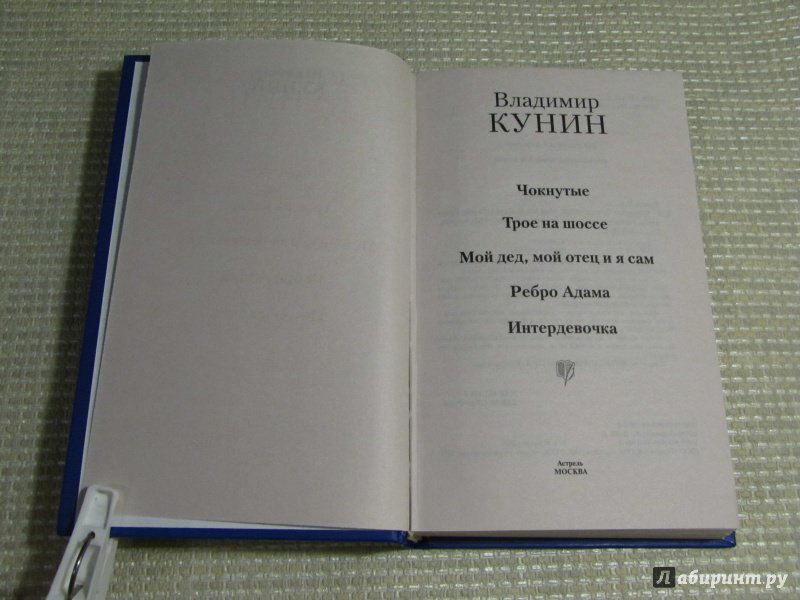 Владимир
КУНИН
Чокнутые
Трое на шоссе
Мой дед, мой отец и я сам
Ребро Адама
Интердевочка
Астрель
МОСКВА
Лабиринт.ру